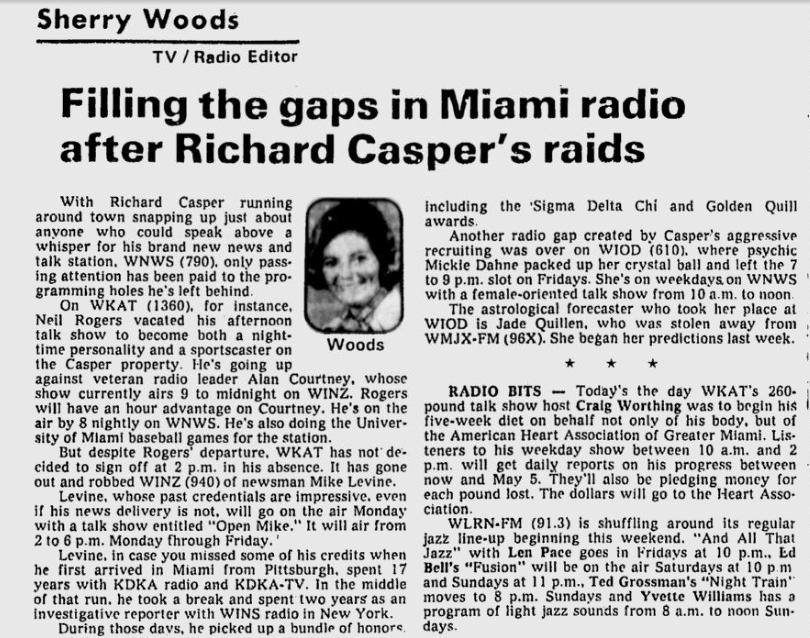 Sherry Woods
TV / Radio Editor
Filling the gaps in Miami radio
after Richard Casper's raids
With Richard Casper running
around town snapping up just about
anyone who could speak above a
whisper for his brand new news and
talk station, WNWS (790), only pass-
ing attention has been paid to the pro-
gramming holes he's left behind.
On WKAT (1360), for instance,
Neil Rogers vacated his afternoon
talk show to become both a night-
time personality and a sportscaster on
the Casper property. He's going up
against veteran radio leader Alan Courtney, whose
show currently airs 9 to midnight on WINZ. Rogers
will have an hour advantage on Courtney. He's on the
air by 8 nightly on WNWS. He's also doing the Univer-
sity of Miami baseball games for the station.
But despite Rogers' departure, WKAT has not de-
cided to sign off at 2 p.m. in his absence. It has gone
out and robbed WINZ (940) of newsman Mike Levine.
Levine, whose past credentials are impressive, even
if his news delivery is not, will go on the air Monday
with a talk show entitled "Open Mike." It will air from
2 to 6 p.m. Monday through Friday.
Levine, in case you missed some of his credits when
he first arrived in Miami from Pittsburgh, spent 17
years with KDKA radio and KDKA-TV. In the middle
of that run, he took a break and spent two years as an
investigative reporter with WINS radio in New York.
During those days, he picked up a bundle of honors,
Woods
including the 'Sigma Delta Chi and Golden Quill
awards.
Another radio gap created by Casper's aggressive
recruiting was over on WIOD (610), where psychic
Mickie Dahne packed up her crystal ball and left the 7
to 9 p.m. slot on Fridays. She's on weekdays on WNWS
with a female-oriented talk show from 10 a.m. to noon.
The astrological forecaster who took her place at
WIOD is Jade Quillen, who was stolen away from
WMJX-FM (96X). She began her predictions last week.
★ ★ ★
RADIO BITS — Today's the day WKAT's 260-
pound talk show host Craig Worthing was to begin his
five-week diet on behalf not only of his body, but of
the American Heart Association of Greater Miami. Lis-
teners to his weekday show between 10 a.m. and 2
p.m. will get daily reports on his progress between
now and May 5. They'll also be pledging money for
each pound lost. The dollars will go to the Heart Asso-
ciation.
WLRN-FM (91.3) is shuffling around its regular
jazz line-up beginning this weekend. "And All That
Jazz" with Len Pace goes in Fridays at 10 p.m., Ed
Bell's "Fusion" will be on the air Saturdays at 10 p.m
and Sundays at 11 p.m., Ted Grossman's "Night Train"
moves to 8 p.m. Sundays and Yvette Williams has a
program of light jazz sounds from 8 a.m. to noon Sun-
days.